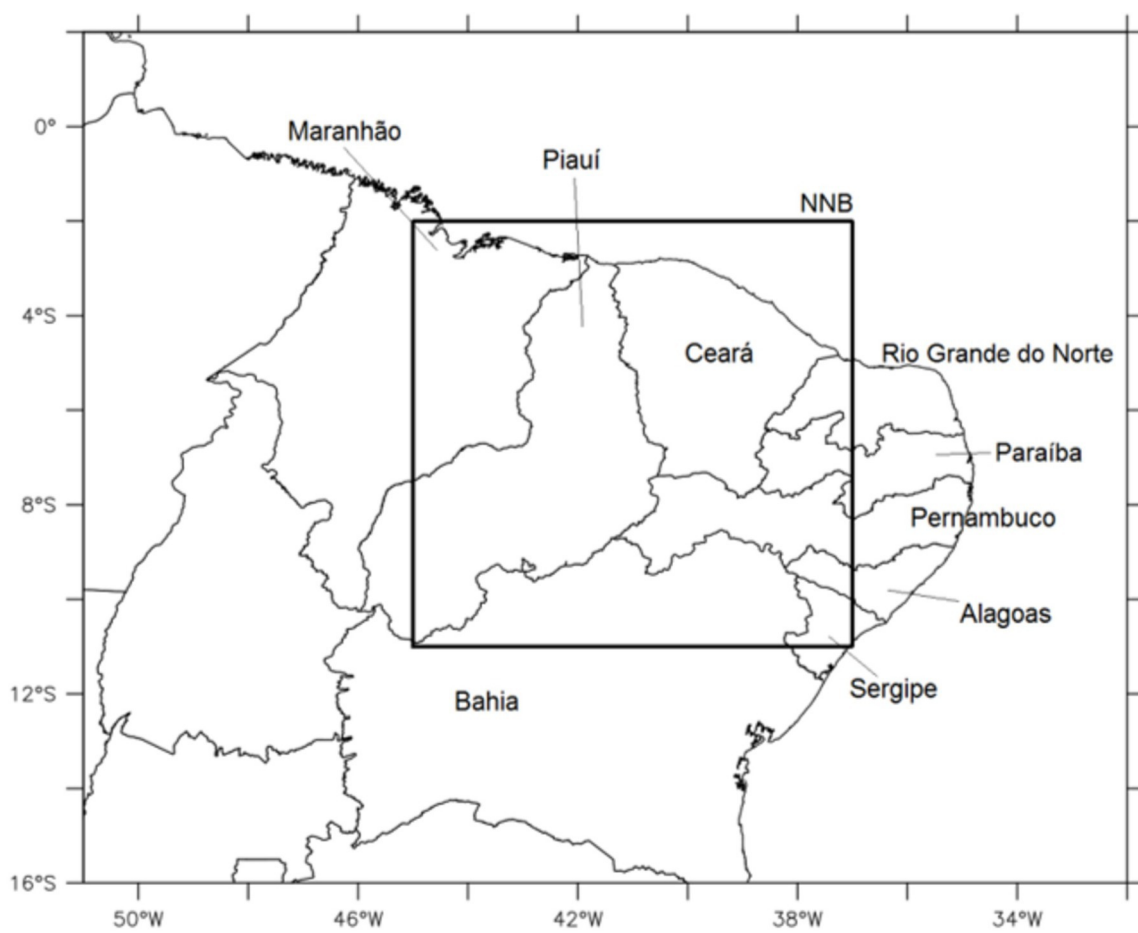 Maranhão
0°
Piauí
NNB
4°S
Ceará
Rio Grande do Norte
Paraíba
8°S
Pernambuco
Alagoas
Sergipe
12°S
Bahia
16°S
50°W
46°W
42°W
38°W
34°W